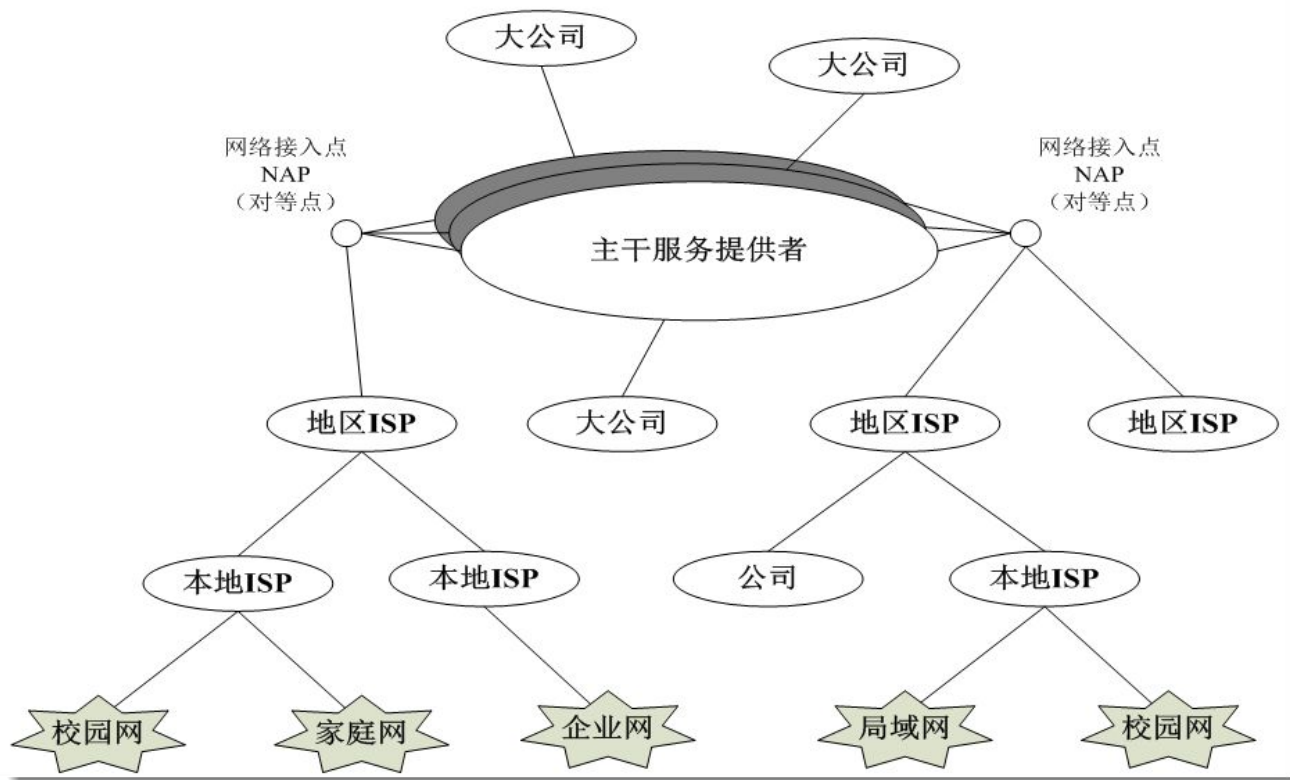 大公司
大公司
网络接入点
NAP
（对等点）
网络接入点
NAP
（对等点）
主干服务提供者
地区ISP
大公司
地区ISP
地区ISP
本地ISP
本地ISP
公司
本地ISP
校园网
家庭网
企业网
局域网
校园网